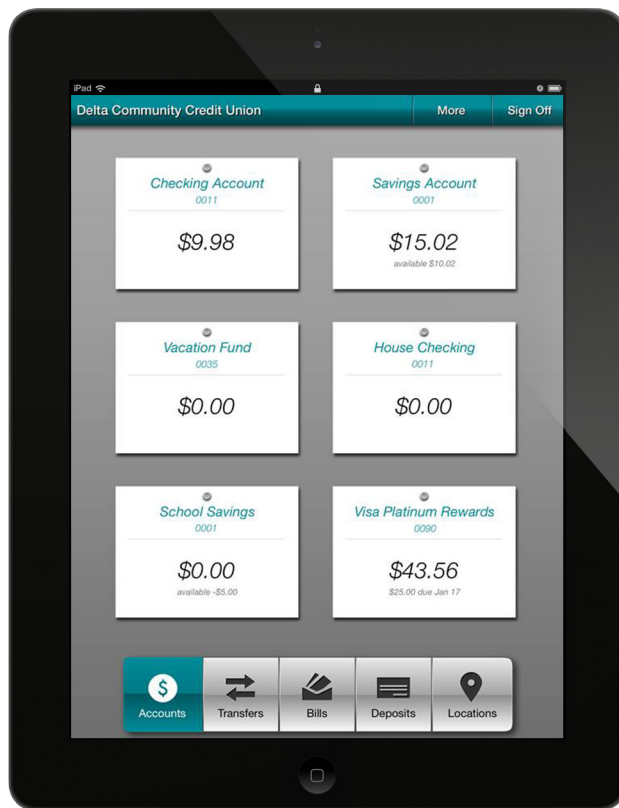 iPad
Delta Community Credit Union
More
Sign Off
Checking Account
0011
$9.98
Savings Account
0001
$15.02
available $10.02
Vacation Fund
0035
$0.00
House Checking
0011
$0.00
School Savings
0001
$0.00
available -$5.00
Visa Platinum Rewards
0090
$43.56
$25.00 due Jan 17
$
Accounts
Transfers
Bills
Deposits
Locations